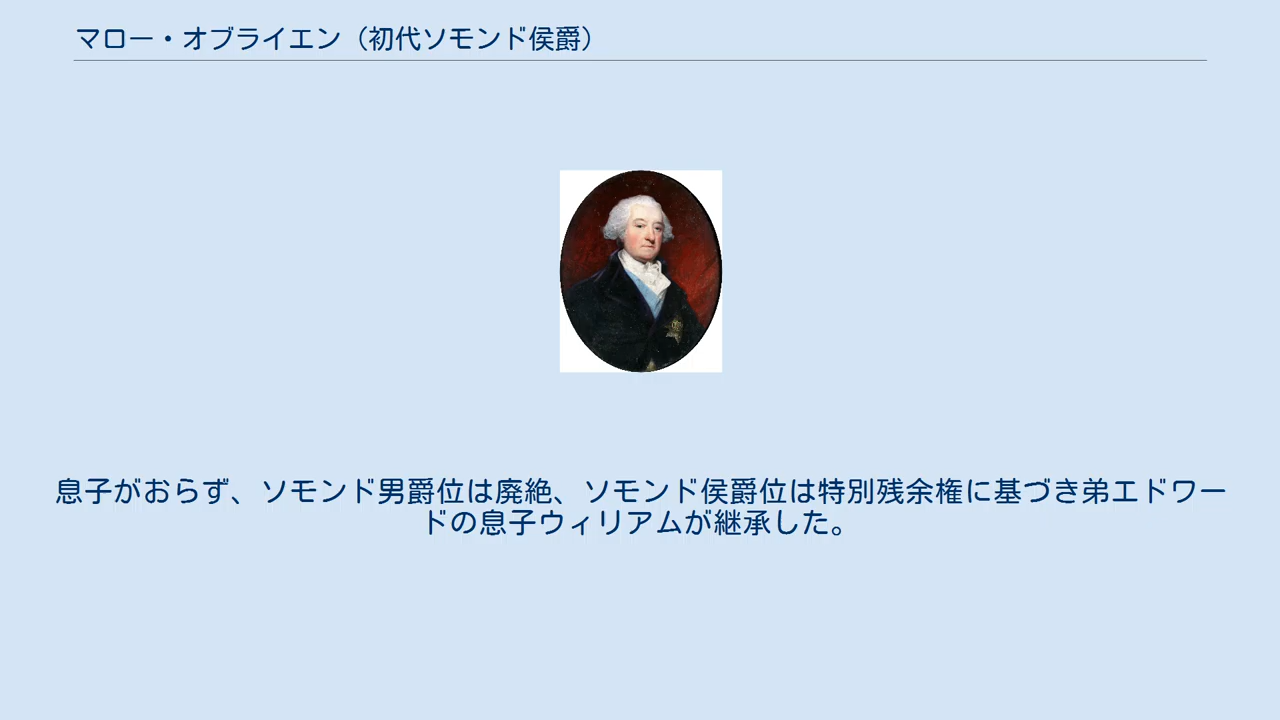 マロー・オブライエン（初代ソモンド侯爵）
息子がおらず、ソモンド男爵位は廃絶、ソモンド侯爵位は特別残余権に基づき弟エドワー
ドの息子ウィリアムが継承した。